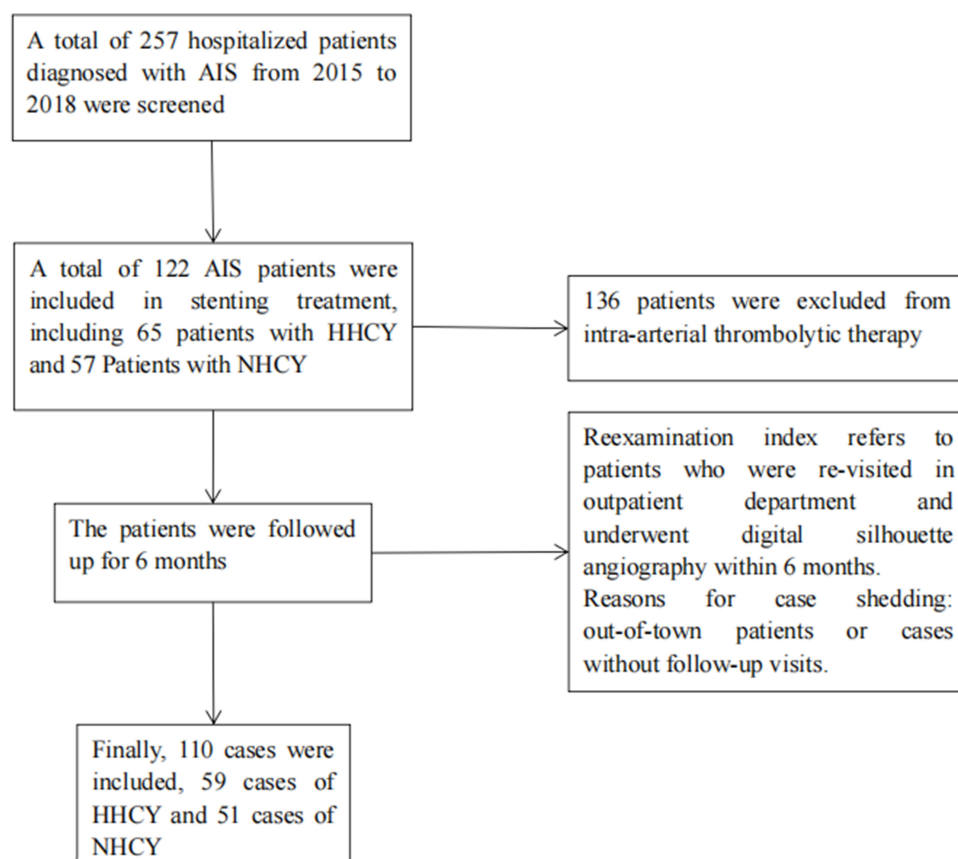 A total of 257 hospitalized patients
diagnosed with AIS from 2015 to
2018 were screened
A total of 122 AIS patients were
included in stenting treatment,
including 65 patients with HHCY
and 57 Patients with NHCY
136 patients were excluded from
intra-arterial thrombolytic therapy
The patients were followed
up for 6 months
Reexamination index refers to
patients who were re-visited in
outpatient department and
underwent digital silhouette
angiography within 6 months.
Reasons for case shedding:
out-of-town patients or cases
without follow-up visits.
Finally, 110 cases were
included, 59 cases of
HHCY and 51 cases of
NHCY